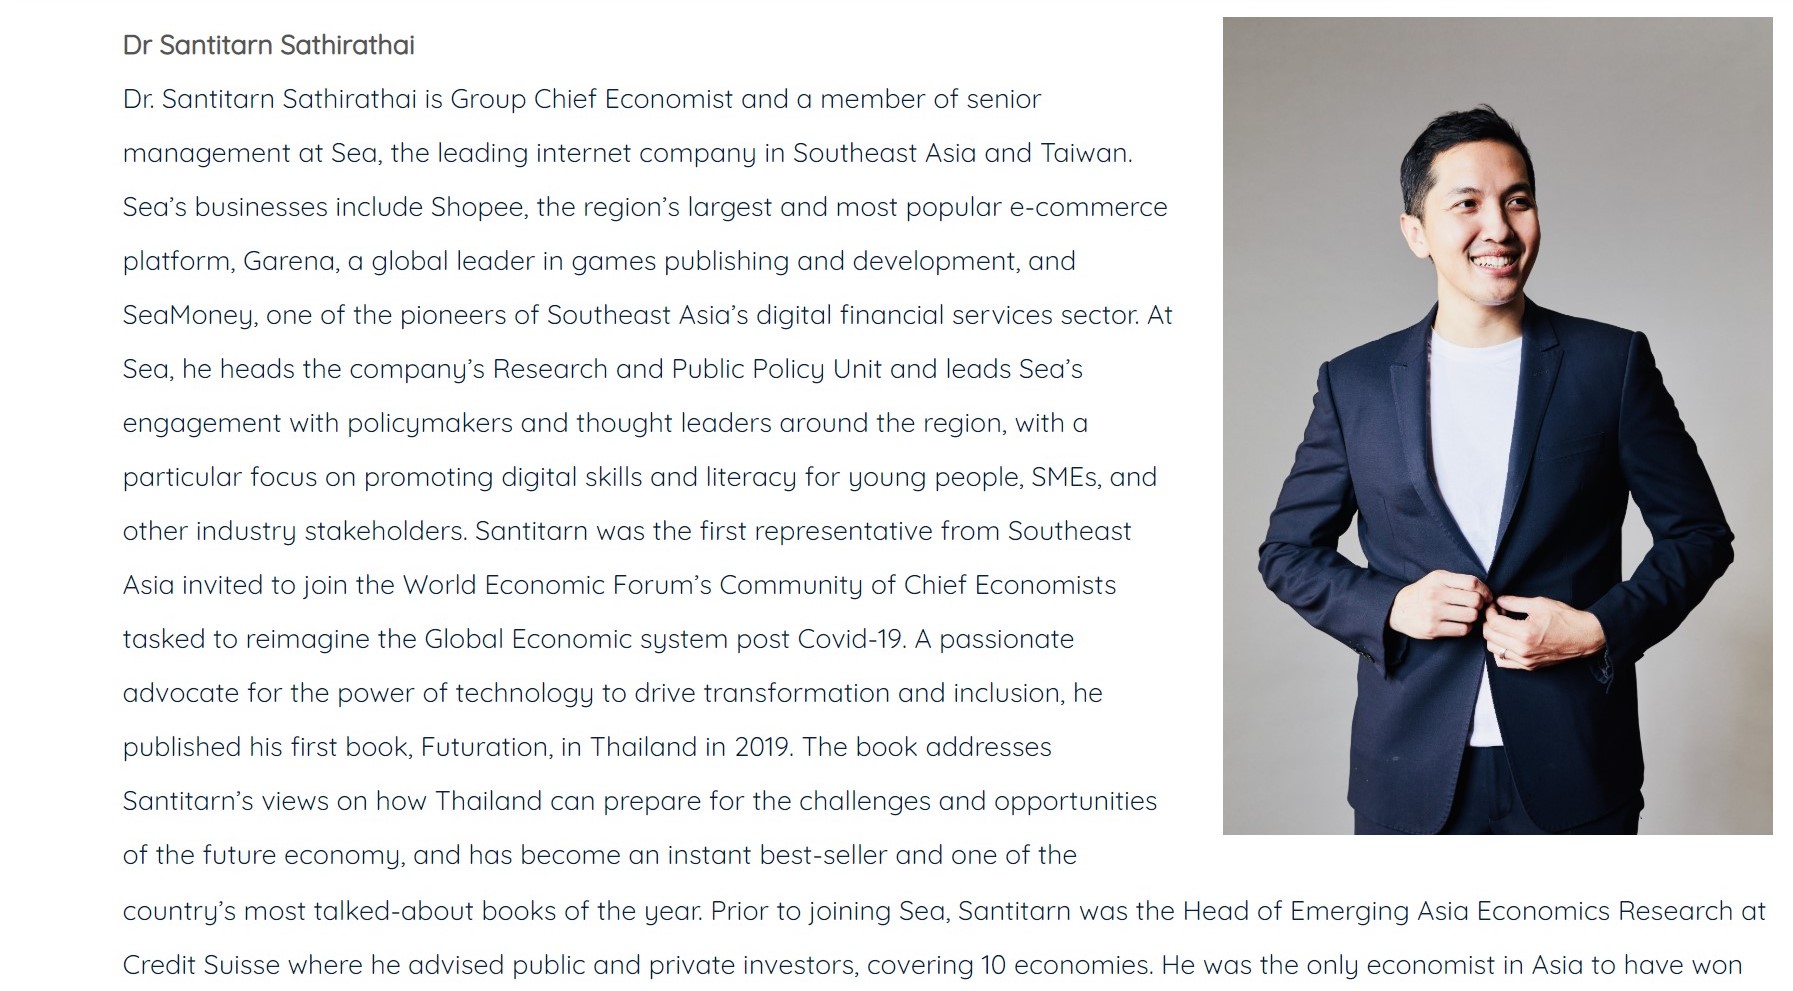 Dr Santitarn Sathirathai
Dr. Santitarn Sathirathai is Group Chief Economist and a member of senior
management at Sea, the leading internet company in Southeast Asia and Taiwan.
Sea’s businesses include Shopee, the region’s largest and most popular e-commerce
platform, Garena, a global leader in games publishing and development, and
SeaMoney, one of the pioneers of Southeast Asia’s digital financial services sector. At
Sea, he heads the company’s Research and Public Policy Unit and leads Sea’s
engagement with policymakers and thought leaders around the region, with a
particular focus on promoting digital skills and literacy for young people, SMEs, and
other industry stakeholders. Santitarn was the first representative from Southeast
Asia invited to join the World Economic Forum’s Community of Chief Economists
tasked to reimagine the Global Economic system post Covid-19. A passionate
advocate for the power of technology to drive transformation and inclusion, he
published his first book, Futuration, in Thailand in 2019. The book addresses
Santitarn’s views on how Thailand can prepare for the challenges and opportunities
of the future economy, and has become an instant best-seller and one of the
country’s most talked-about books of the year. Prior to joining Sea, Santitarn was the Head of Emerging Asia Economics Research at
Credit Suisse where he advised public and private investors, covering 10 economies. He was the only economist in Asia to have won